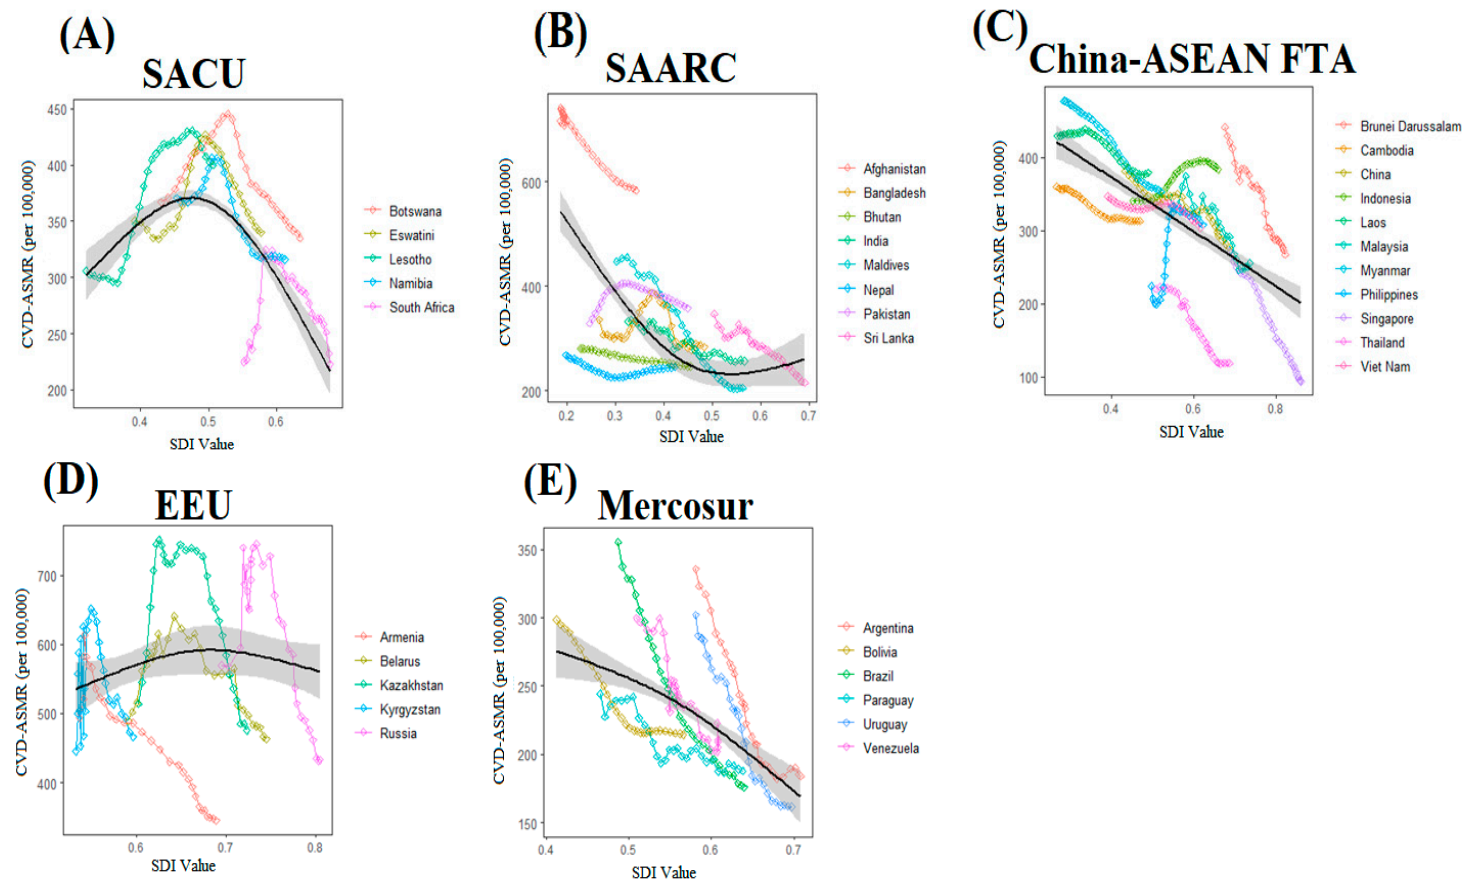 (A)
SACU
CVD-ASMR (per 100,000)
450
400
350
300
250
200
0.4 0.5 0.6
SDI Value
Botswana
Eswatini
Lesotho
Namibia
South Africa
(B)
SAARC
CVD-ASMR (per 100,000)
600
400
200
0.2 0.3 0.4 0.5 0.6 0.7
SDI Value
Afghanistan
Bangladesh
Bhutan
India
Maldives
Nepal
Pakistan
Sri Lanka
(C)
China-ASEAN FTA
CVD-ASMR (per 100,000)
400
300
200
100
0.4 0.6 0.8
SDI Value
Brunei Darussalam
Cambodia
China
Indonesia
Laos
Malaysia
Myanmar
Philippines
Singapore
Thailand
Viet Nam
(D)
EEU
CVD-ASMR (per 100,000)
700
600
500
400
0.6 0.7 0.8
SDI Value
Armenia
Belarus
Kazakhstan
Kyrgyzstan
Russia
(E)
Mercosur
CVD-ASMR (per 100,000)
350
300
250
200
150
0.4 0.5 0.6 0.7
SDI Value
Argentina
Bolivia
Brazil
Paraguay
Uruguay
Venezuela